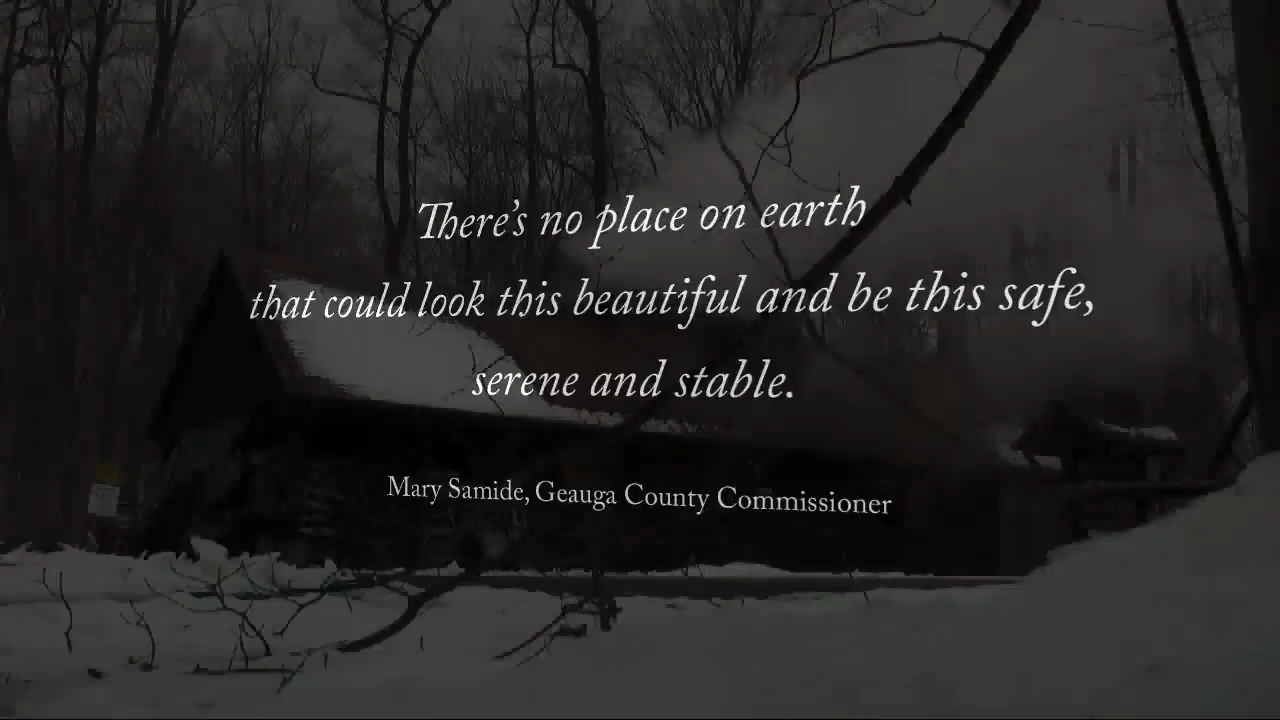 There's no place on earth
that could look this beautiful and be this safe,
serene and stable.
Mary Samide, Geauga County Commissioner